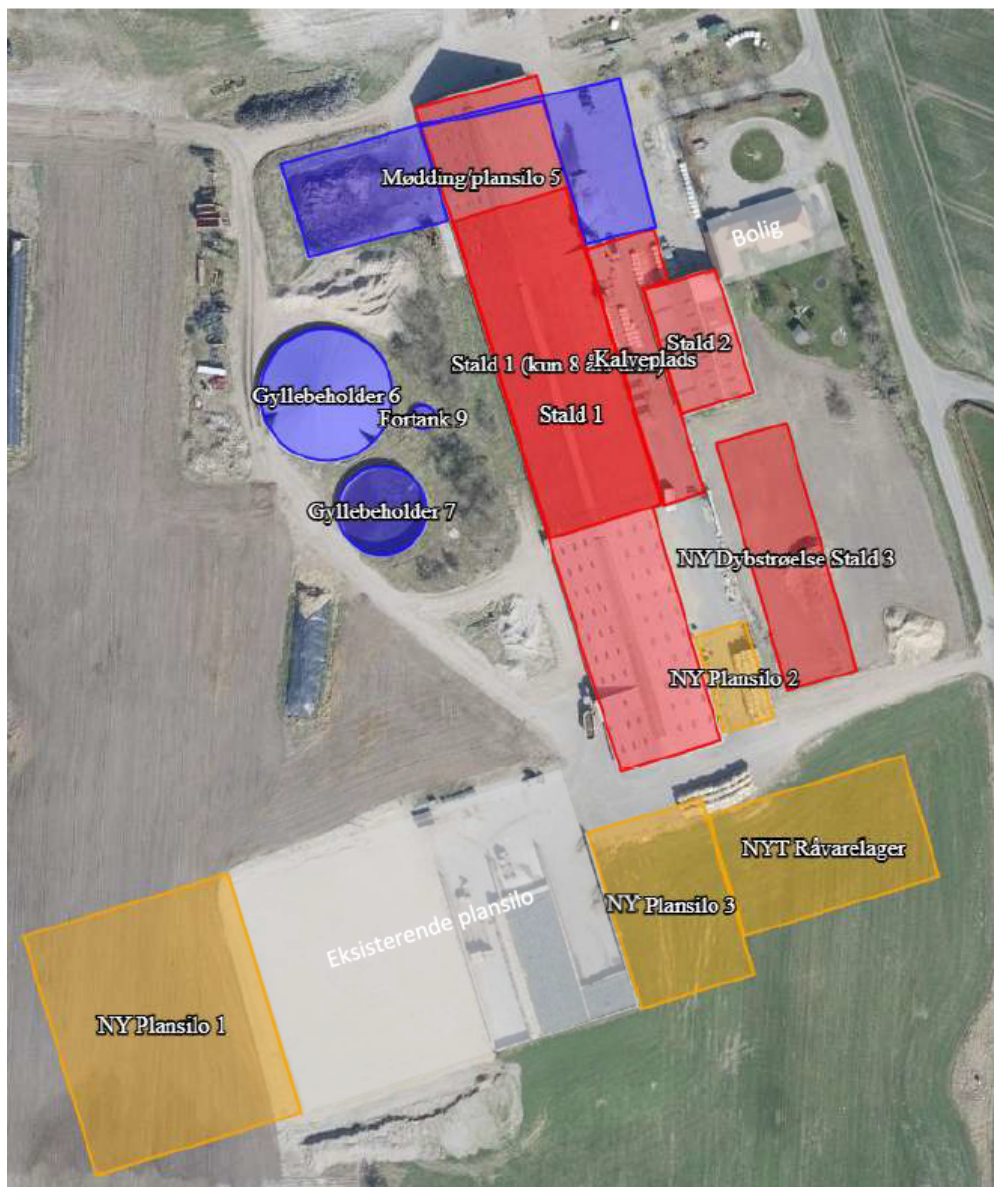 Mødding/plansilo 5
Bolig
Stald 2
Stald 1 (kun 8 år
Kalveplads
Gyllebeholder 6
Fortank 9
Stald 1
Gyllebeholder 7
NY Dybstrøelse Stald 3
NY Plansilo 2
NYT Råvarelager
NY Plansilo 3
Eksisterende plansilo
NY Plansilo 1